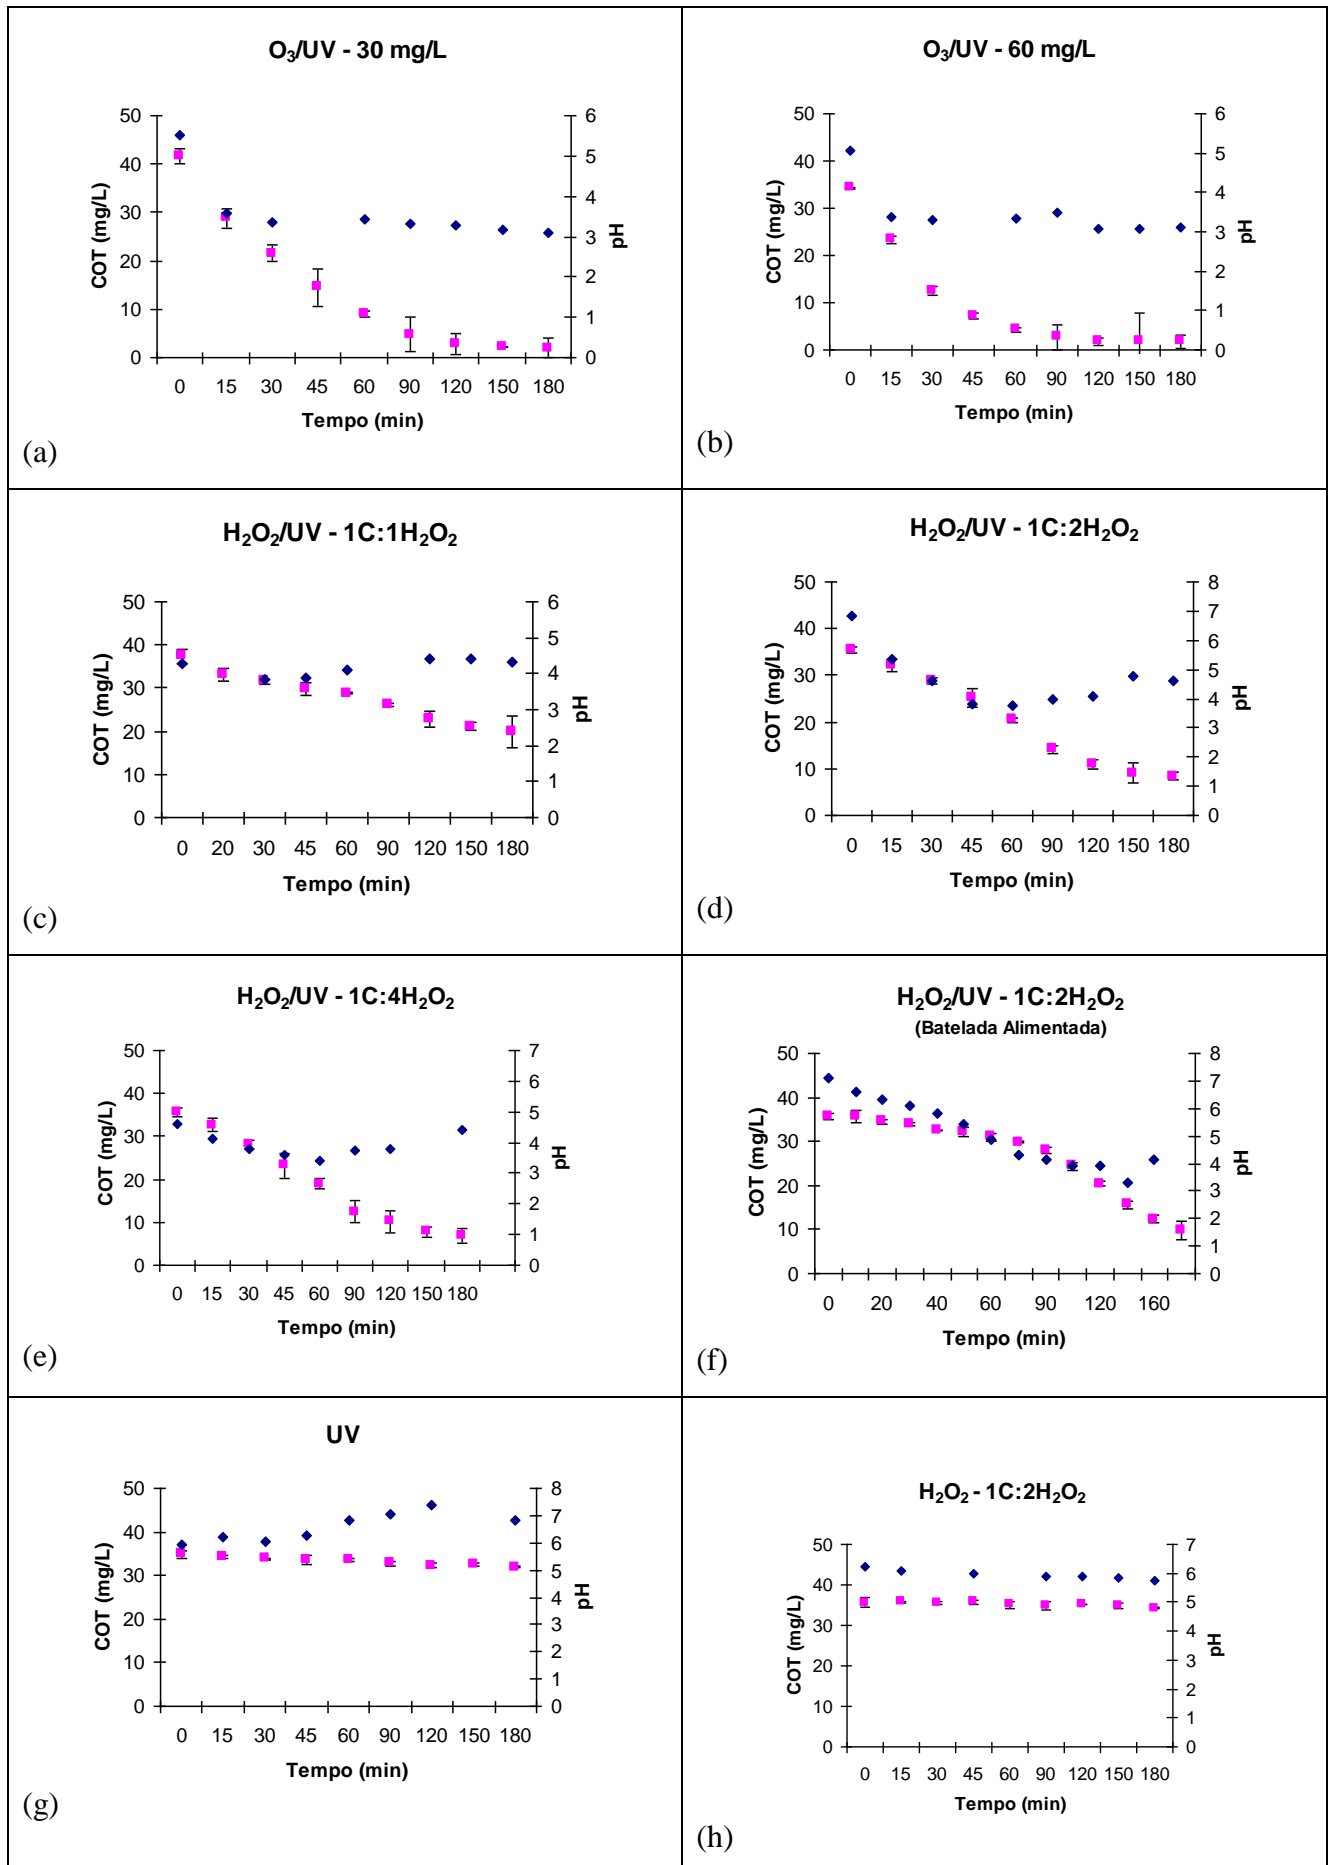 O₃/UV - 30 mg/L
50
40
30
20
10
0
COT (mg/L)
6
5
4
3
2
1
0
pH
0 15 30 45 60 90 120 150 180
Tempo (min)
(a)
O₃/UV - 60 mg/L
50
40
30
20
10
0
COT (mg/L)
6
5
4
3
2
1
0
pH
0 15 30 45 60 90 120 150 180
Tempo (min)
(b)
H₂O₂/UV - 1C:1H₂O₂
50
40
30
20
10
0
COT (mg/L)
6
5
4
3
2
1
0
pH
0 20 30 45 60 90 120 150 180
Tempo (min)
(c)
H₂O₂/UV - 1C:2H₂O₂
50
40
30
20
10
0
COT (mg/L)
8
7
6
5
4
3
2
1
0
pH
0 15 30 45 60 90 120 150 180
Tempo (min)
(d)
H₂O₂/UV - 1C:4H₂O₂
50
40
30
20
10
0
COT (mg/L)
7
6
5
4
3
2
1
0
pH
0 15 30 45 60 90 120 150 180
Tempo (min)
(e)
H₂O₂/UV - 1C:2H₂O₂
(Batelada Alimentada)
50
40
30
20
10
0
COT (mg/L)
8
7
6
5
4
3
2
1
0
pH
0 20 40 60 90 120 160
Tempo (min)
(f)
UV
50
40
30
20
10
0
COT (mg/L)
8
7
6
5
4
3
2
1
0
pH
0 15 30 45 60 90 120 150 180
Tempo (min)
(g)
H₂O₂ - 1C:2H₂O₂
50
40
30
20
10
0
COT (mg/L)
7
6
5
4
3
2
1
0
pH
0 15 30 45 60 90 120 150 180
Tempo (min)
(h)